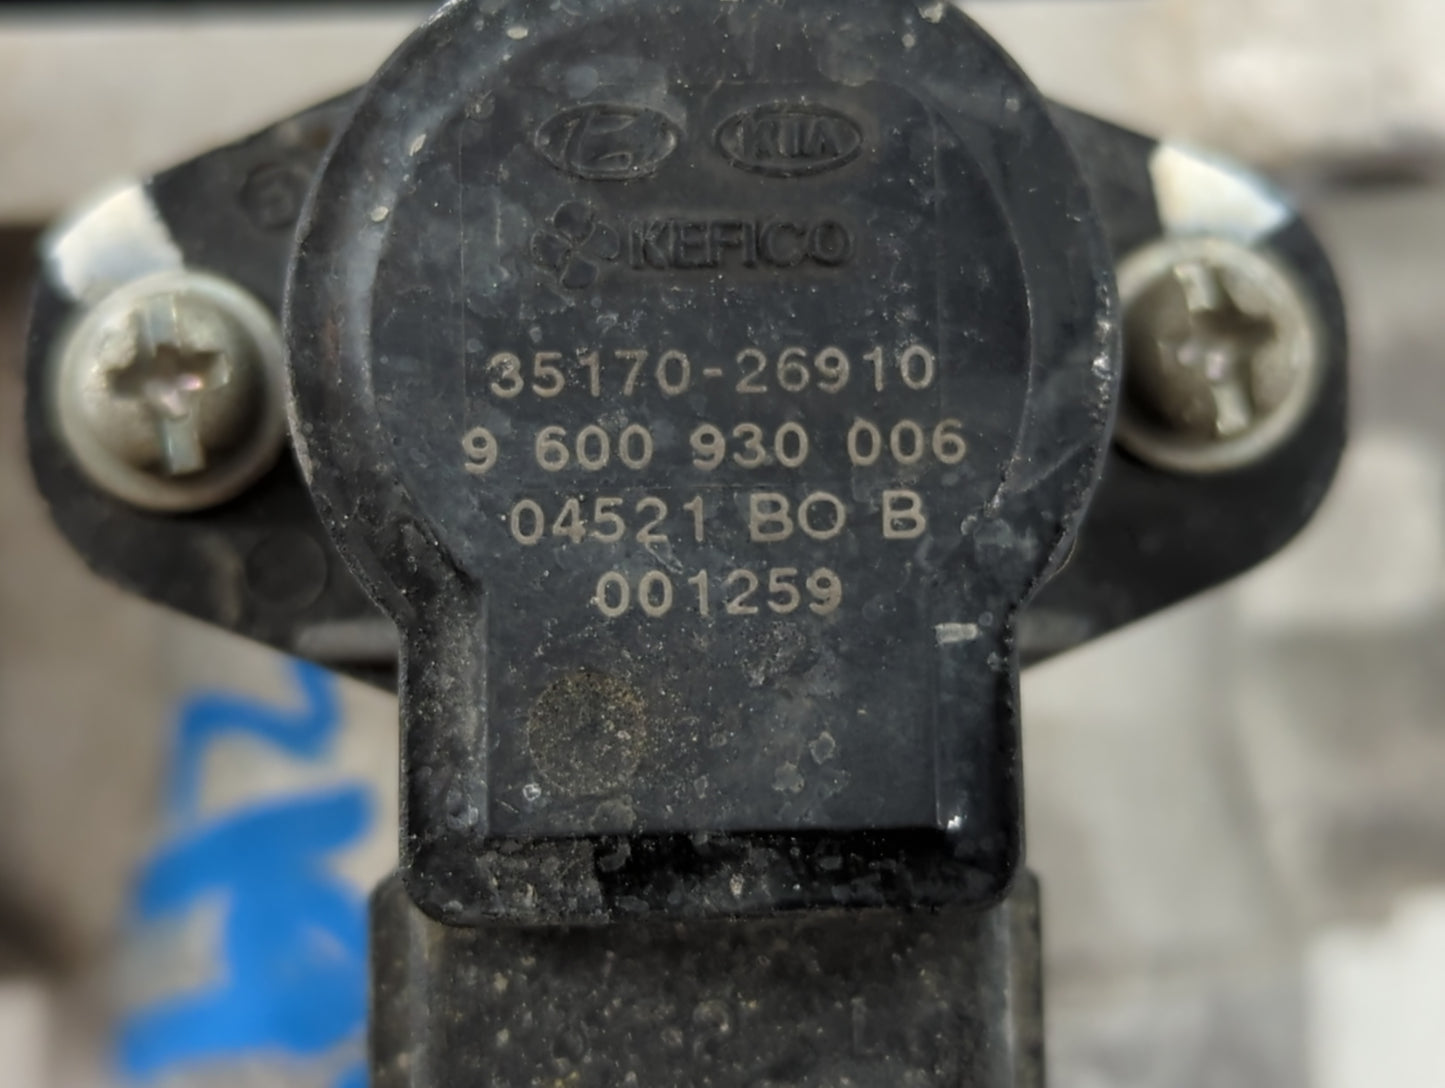 KIA
KEFICO
35170-26910
9 600 930 006
04521 BO B
001259